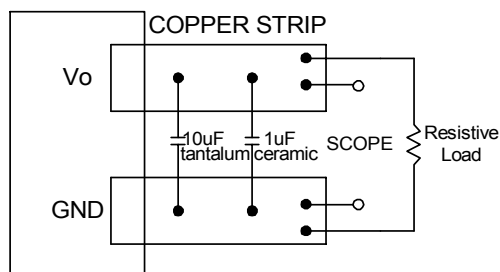 COPPER STRIP
Vo
10uF 1uF
tantalum ceramic
SCOPE
Resistive
Load
GND